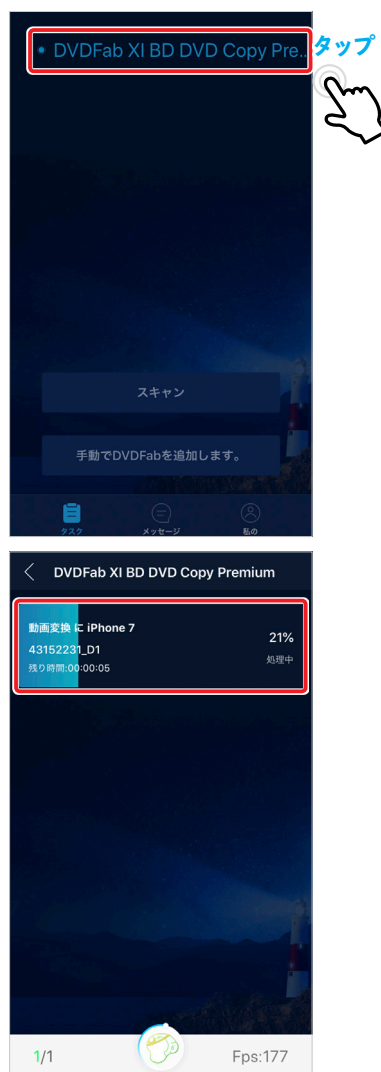 DVDFab XI BD DVD Copy Pre...
タップ
スキャン
手動でDVDFabを追加します。
タスク
メッセージ
私の
DVDFab XI BD DVD Copy Premium
動画変換 に iPhone 7
43152231_D1
残り時間:00:00:05
21%
処理中
1/1
Fps:177